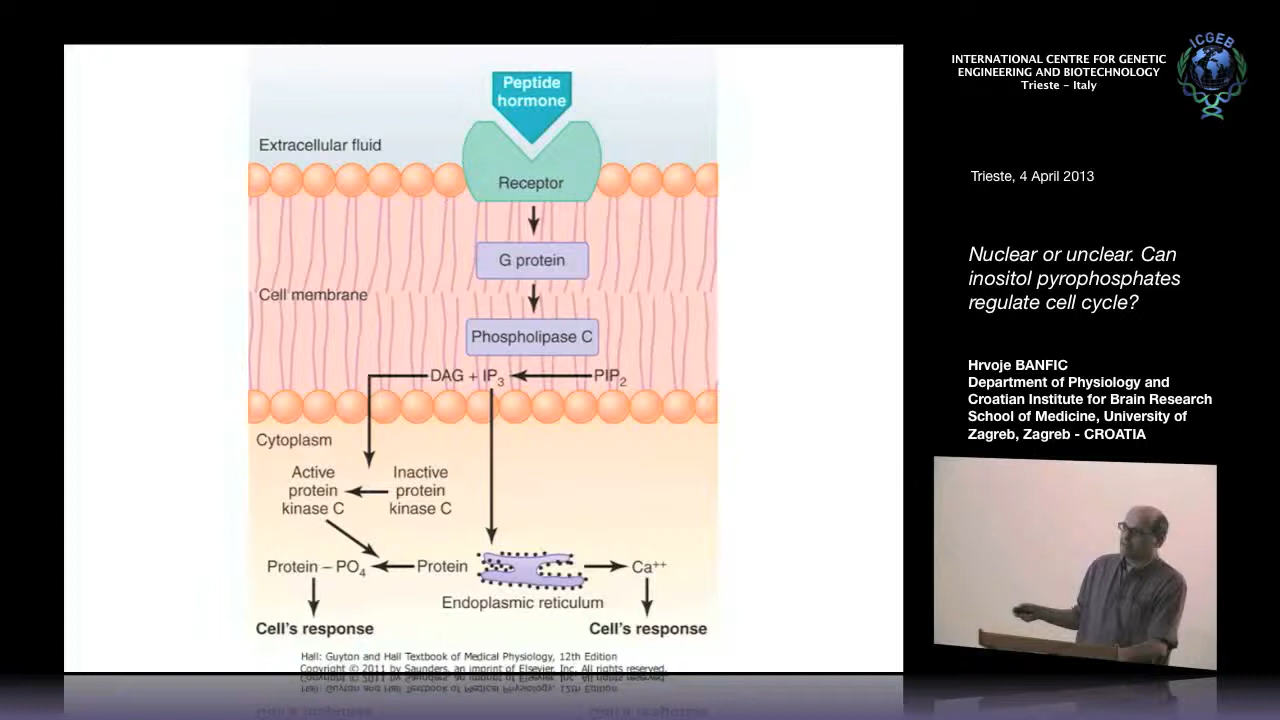 Peptide
hormone
Extracellular fluid
Receptor
G protein
Cell membrane
Phospholipase C
DAG + IP3
PIP2
Cytoplasm
Active
protein
kinase C
Inactive
protein
kinase C
Protein – PO4
Protein
Ca++
Endoplasmic reticulum
Cell's response
Cell's response
Hall: Guyton and Hall Textbook of Medical Physiology, 12th Edition
Copyright © 2011 by Saunders, an imprint of Elsevier, Inc. All rights reserved.
INTERNATIONAL CENTRE FOR GENETIC
ENGINEERING AND BIOTECHNOLOGY
Trieste - Italy
ICGEB
Trieste, 4 April 2013
Nuclear or unclear. Can
inositol pyrophosphates
regulate cell cycle?
Hrvoje BANFIC
Department of Physiology and
Croatian Institute for Brain Research
School of Medicine, University of
Zagreb, Zagreb - CROATIA